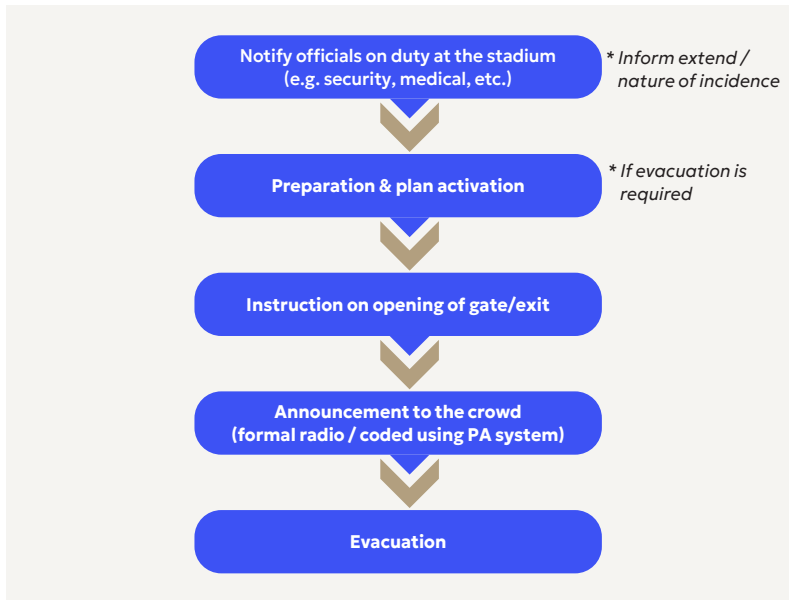 Notify officials on duty at the stadium
(e.g. security, medical, etc.)
* Inform extend /
nature of incidence
Preparation & plan activation
* If evacuation is
required
Instruction on opening of gate/exit
Announcement to the crowd
(formal radio / coded using PA system)
Evacuation